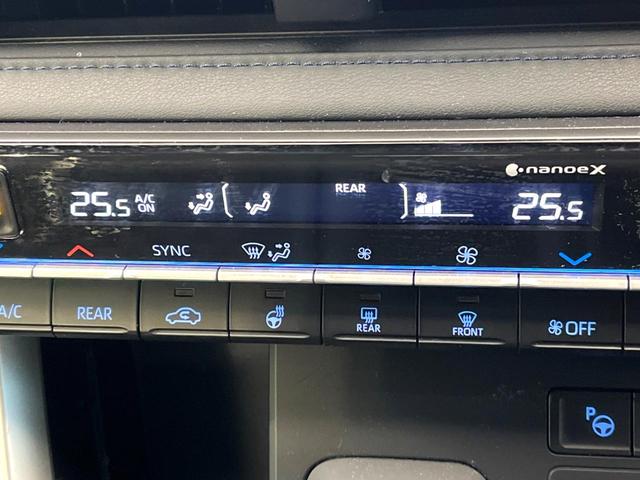 nanoeX
25.5 A/C ON REAR 25.5
SYNC
A/C REAR REAR FRONT OFF
P